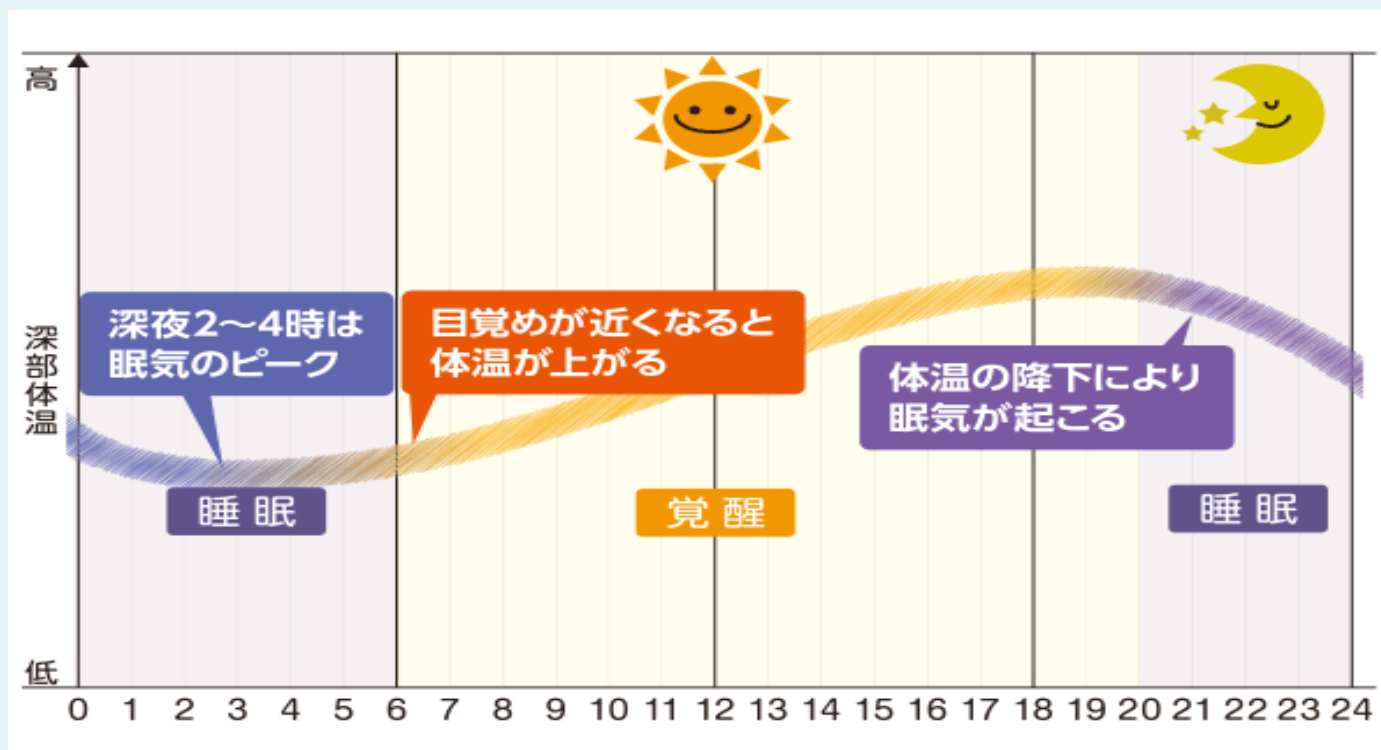 高
深部体温
低
深夜2〜4時は
眠気のピーク
目覚めが近くなると
体温が上がる
体温の降下により
眠気が起こる
睡眠
覚醒
睡眠
0 1 2 3 4 5 6 7 8 9 10 11 12 13 14 15 16 17 18 19 20 21 22 23 24